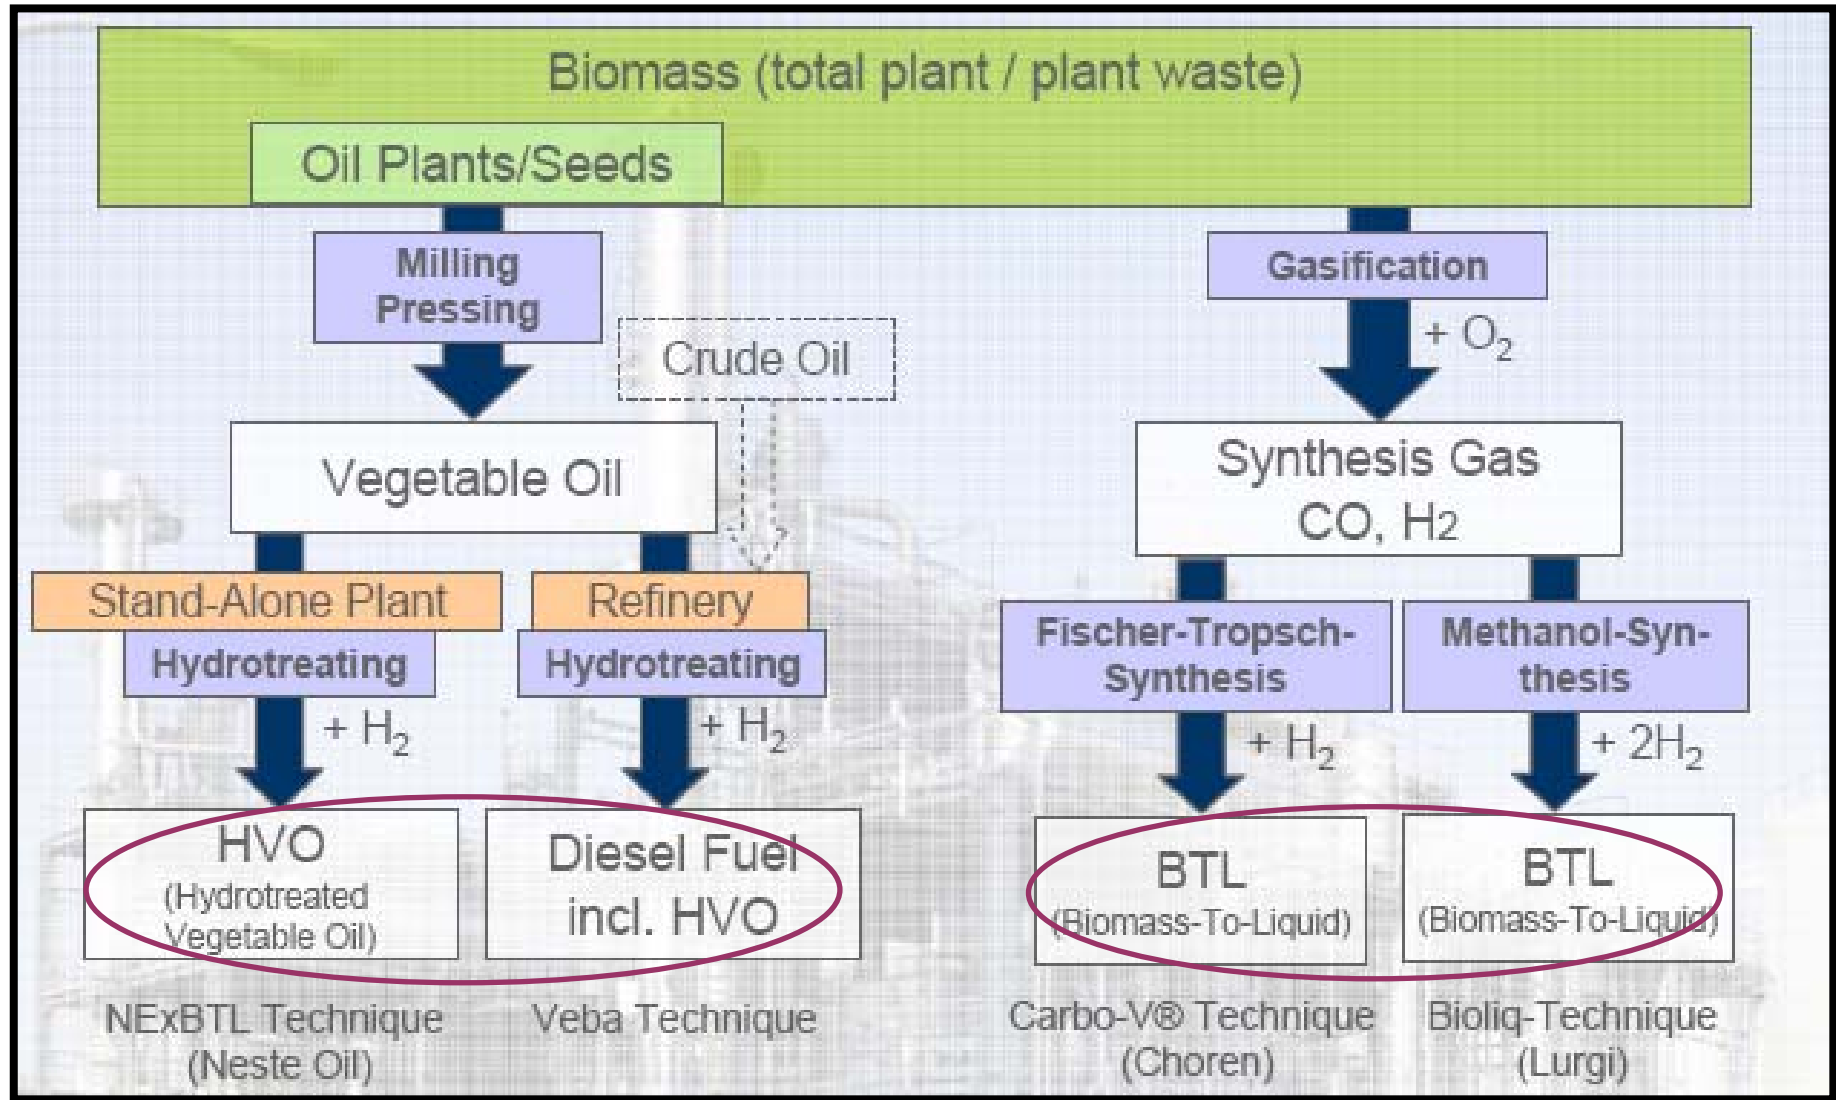 Biomass (total plant / plant waste)
Oil Plants/Seeds
Milling
Pressing
Gasification
+ O₂
Crude Oil
Vegetable Oil
Synthesis Gas
CO, H2
Stand-Alone Plant
Hydrotreating
+ H₂
Refinery
Hydrotreating
+ H₂
Fischer-Tropsch-
Synthesis
+ H₂
Methanol-Syn-
thesis
+ 2H₂
HVO
(Hydrotreated
Vegetable Oil)
Diesel Fuel
incl. HVO
BTL
(Biomass-To-Liquid)
BTL
(Biomass-To-Liquid)
NExBTL Technique
(Neste Oil)
Veba Technique
Carbo-V® Technique
(Choren)
Bioliq-Technique
(Lurgi)